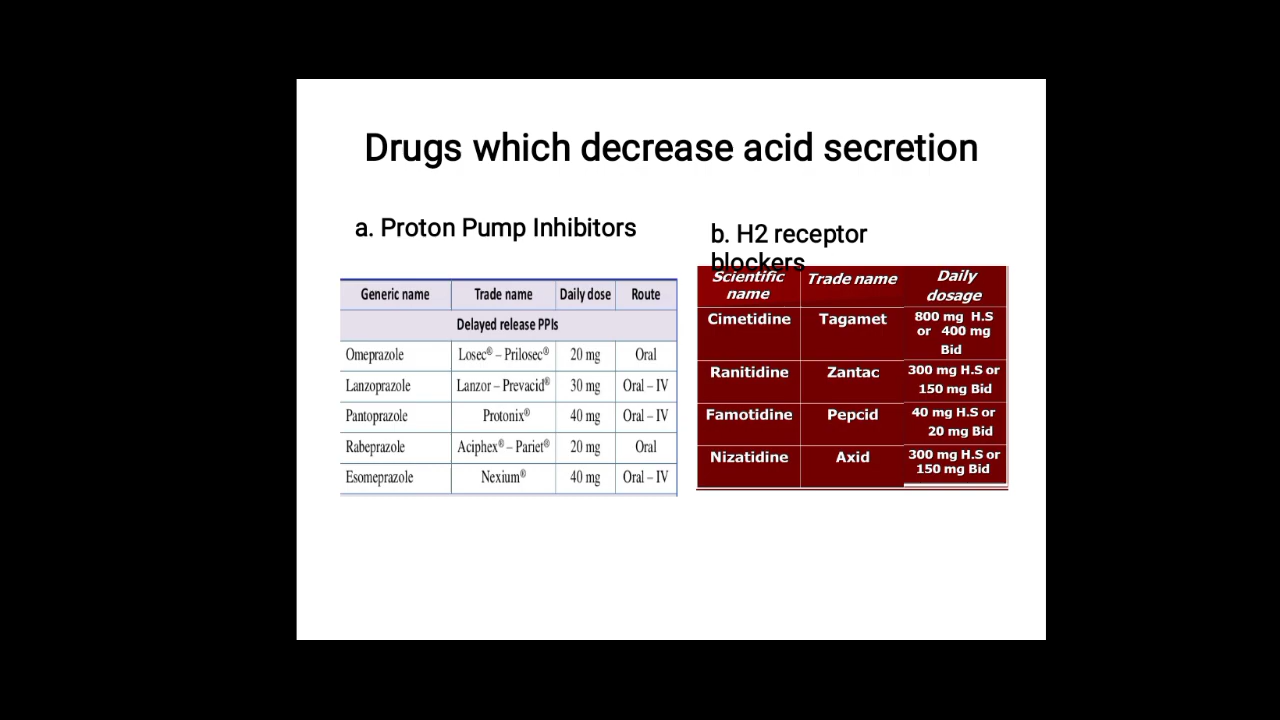 Drugs which decrease acid secretion
a. Proton Pump Inhibitors
Generic name Trade name Daily dose Route
Delayed release PPIs
Omeprazole Losec® – Prilosec® 20 mg Oral
Lanzoprazole Lanzor – Prevacid® 30 mg Oral – IV
Pantoprazole Protonix® 40 mg Oral – IV
Rabeprazole Aciphex® – Pariet® 20 mg Oral
Esomeprazole Nexium® 40 mg Oral – IV
b. H2 receptor
blockers
Scientific name Trade name Daily dosage
Cimetidine Tagamet 800 mg H.S or 400 mg Bid
Ranitidine Zantac 300 mg H.S or 150 mg Bid
Famotidine Pepcid 40 mg H.S or 20 mg Bid
Nizatidine Axid 300 mg H.S or 150 mg Bid